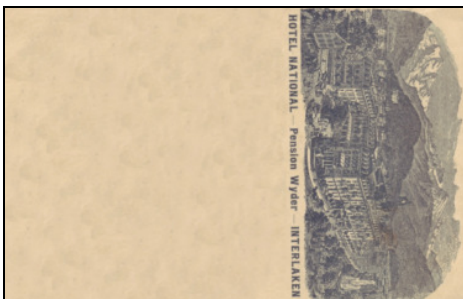 HOTEL NATIONAL — Pension Wyder — INTERLAKEN